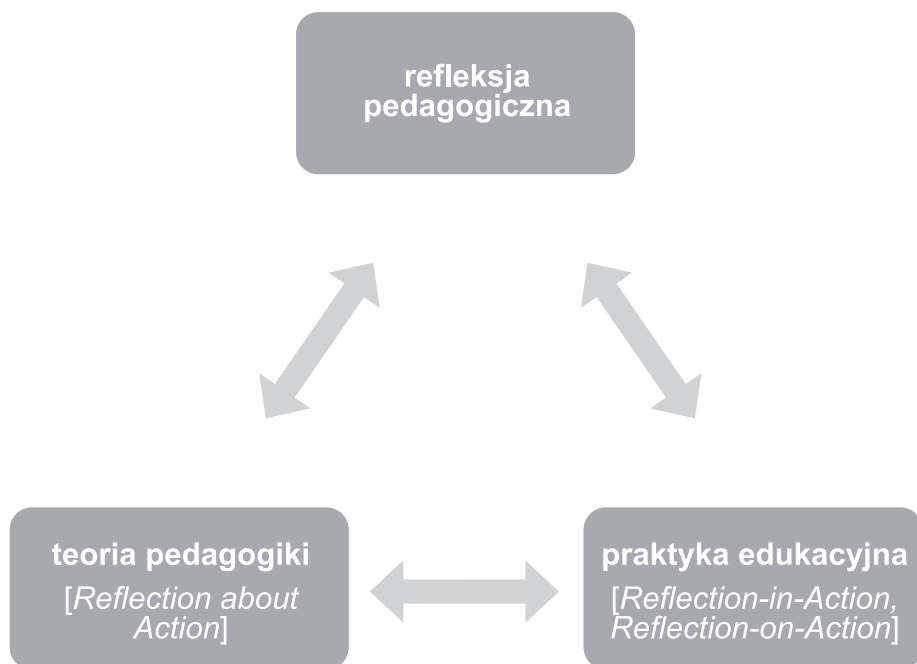 refleksja
pedagogiczna
teoria pedagogiki
[Reflection about
Action]
praktyka edukacyjna
[Reflection-in-Action,
Reflection-on-Action]